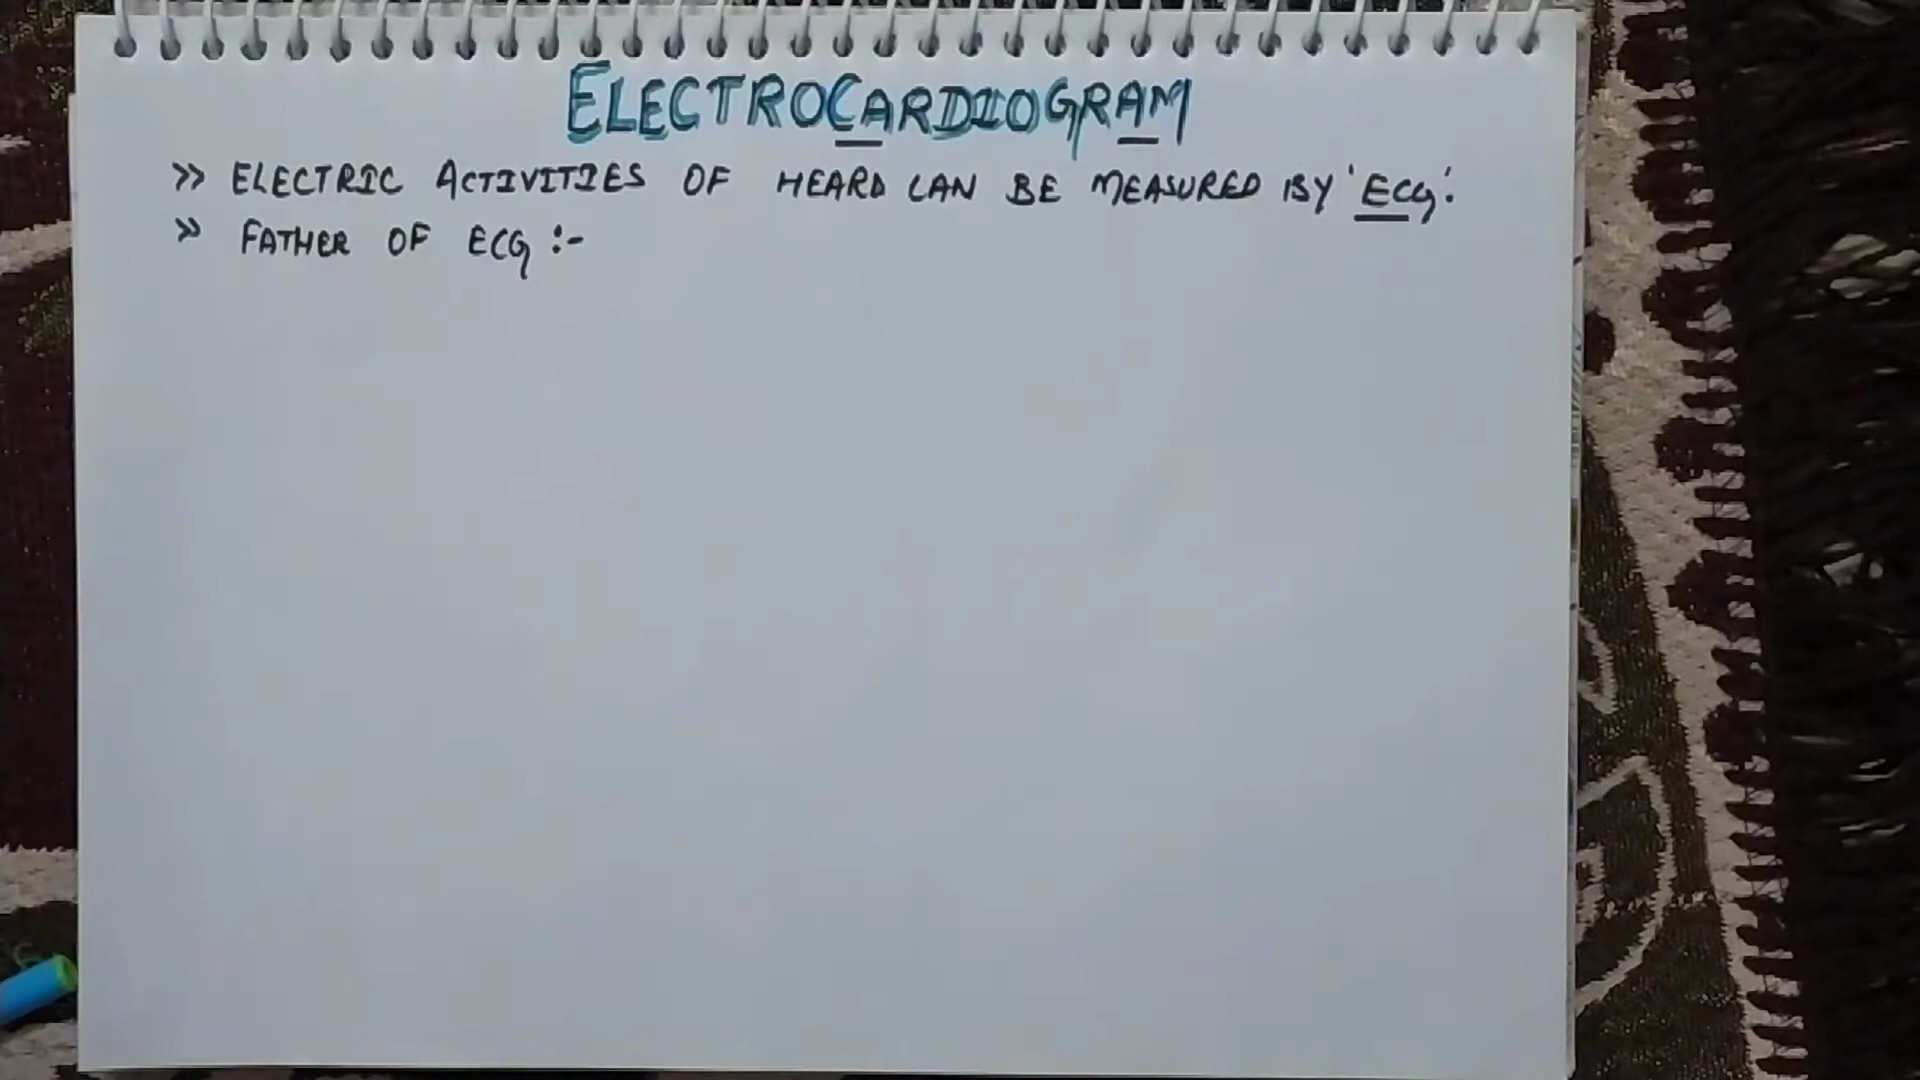 ELECTROCARDIOGRAM
» ELECTRIC ACTIVITIES OF HEARD CAN BE MEASURED BY 'ECG'.
» FATHER OF ECG :-